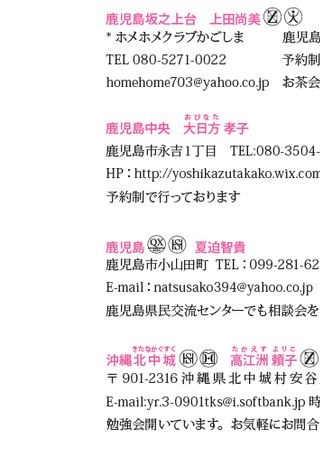 鹿児島坂之上台　上田尚美
* ホメホメクラブかごしま　鹿児島
TEL 080-5271-0022　予約制
homehome703@yahoo.co.jp　お茶会
おびなた
鹿児島中央　大日方 孝子
鹿児島市永吉1丁目　TEL:080-3504-
HP：http://yoshikazutakako.wix.com
予約制で行っております
鹿児島　夏迫智貴
鹿児島市小山田町　TEL：099-281-62
E-mail：natsusako394@yahoo.co.jp
鹿児島県民交流センターでも相談会を
きたなかぐすく　たかえす よりこ
沖縄北中城　高江洲 頼子
〒 901-2316 沖縄県北中城村安谷
E-mail:yr.3-0901tks@i.softbank.jp 時
勉強会開いています。お気軽にお問合